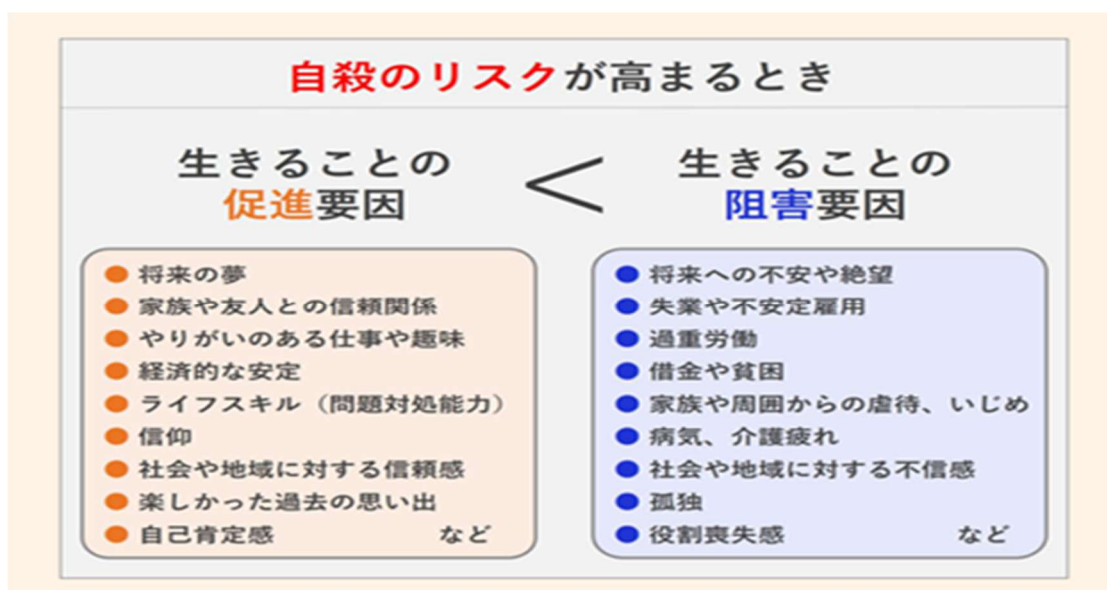 自殺のリスクが高まるとき
生きることの
促進要因
<
生きることの
阻害要因
● 将来の夢
● 家族や友人との信頼関係
● やりがいのある仕事や趣味
● 経済的な安定
● ライフスキル（問題対処能力）
● 信仰
● 社会や地域に対する信頼感
● 楽しかった過去の思い出
● 自己肯定感 など
● 将来への不安や絶望
● 失業や不安定雇用
● 過重労働
● 借金や貧困
● 家族や周囲からの虐待、いじめ
● 病気、介護疲れ
● 社会や地域に対する不信感
● 孤独
● 役割喪失感 など